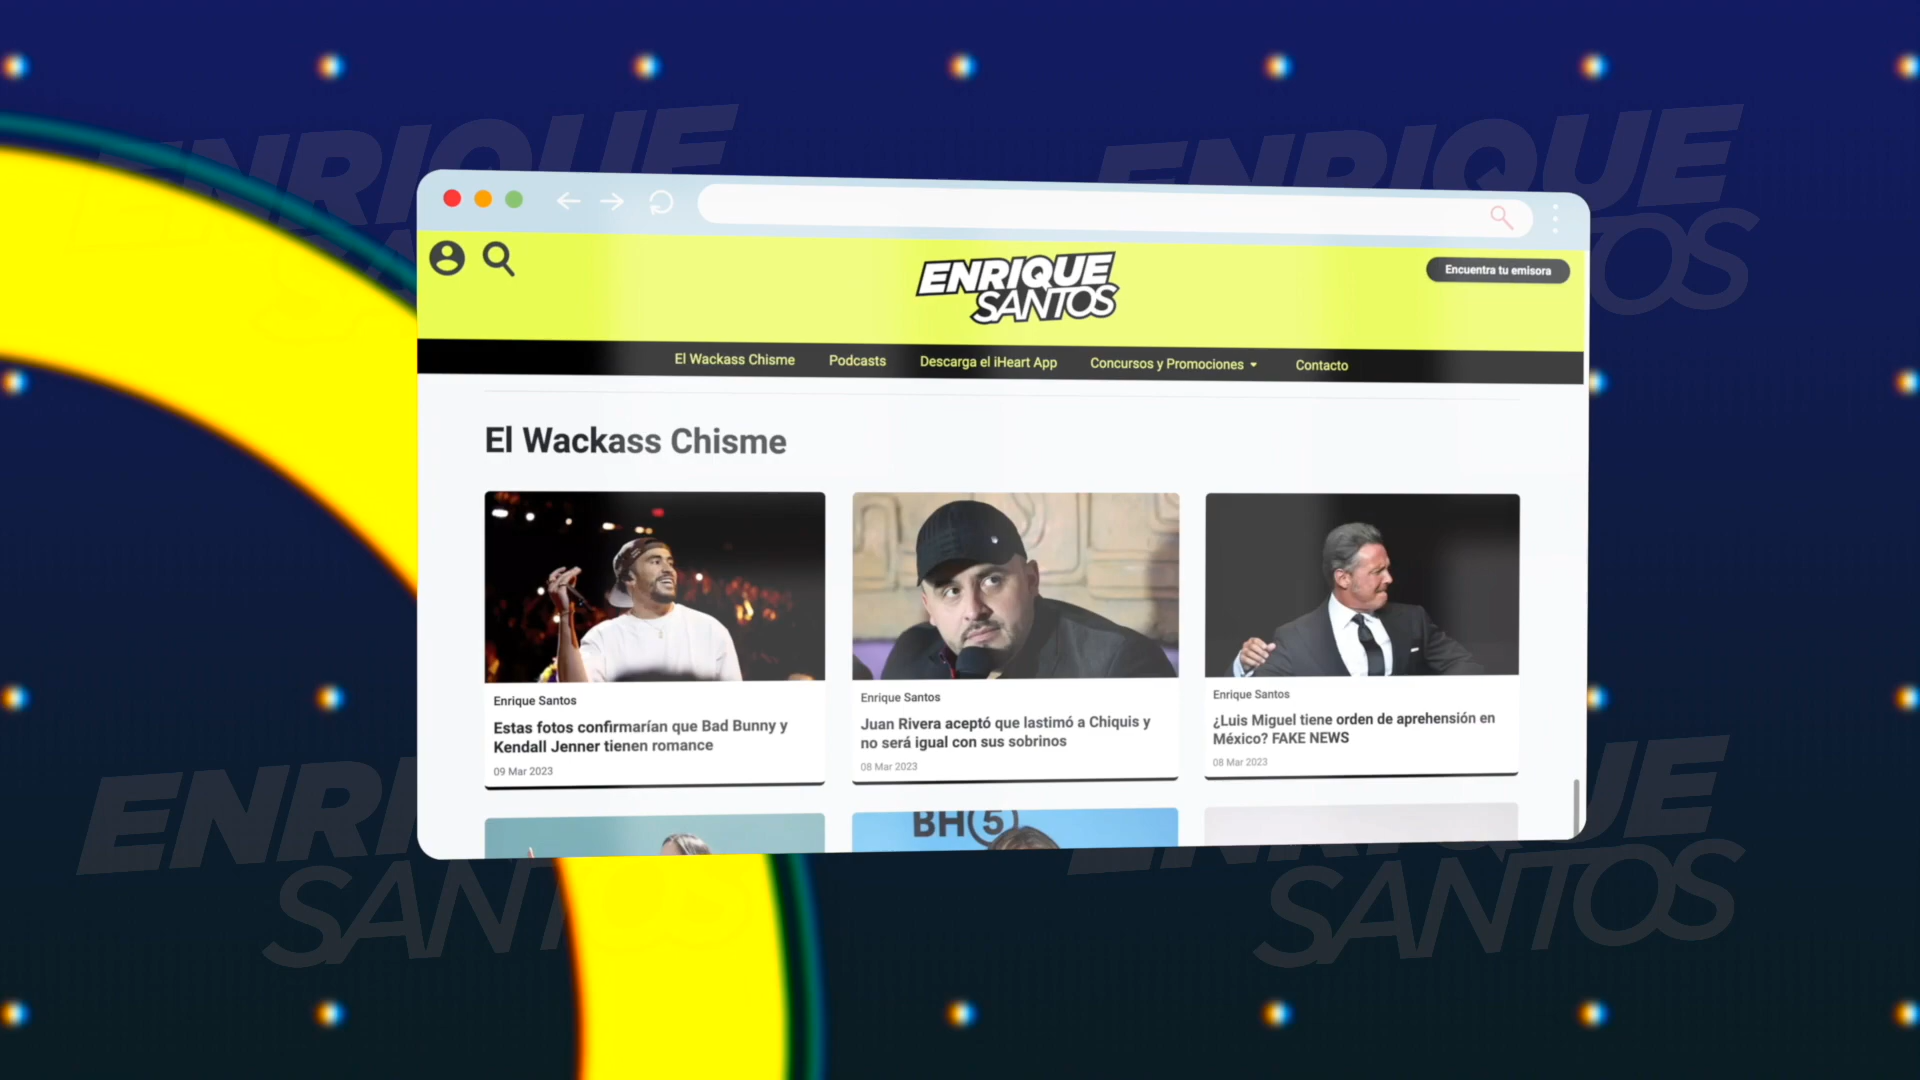 ENRIQUE
ENRIQUE
SANTOS
ENRIQUE
SANTOS
Encuentra tu emisora
El Wackass Chisme
Podcasts
Descarga el iHeart App
Concursos y Promociones
Contacto
El Wackass Chisme
Enrique Santos
Estas fotos confirmarían que Bad Bunny y
Kendall Jenner tienen romance
09 Mar 2023
Enrique Santos
Juan Rivera aceptó que lastimó a Chiquis y
no será igual con sus sobrinos
08 Mar 2023
Enrique Santos
¿Luis Miguel tiene orden de aprehensión en
México? FAKE NEWS
08 Mar 2023
BH(5)
ENRIQUE
SANTOS
ENRIQUE
SANTOS